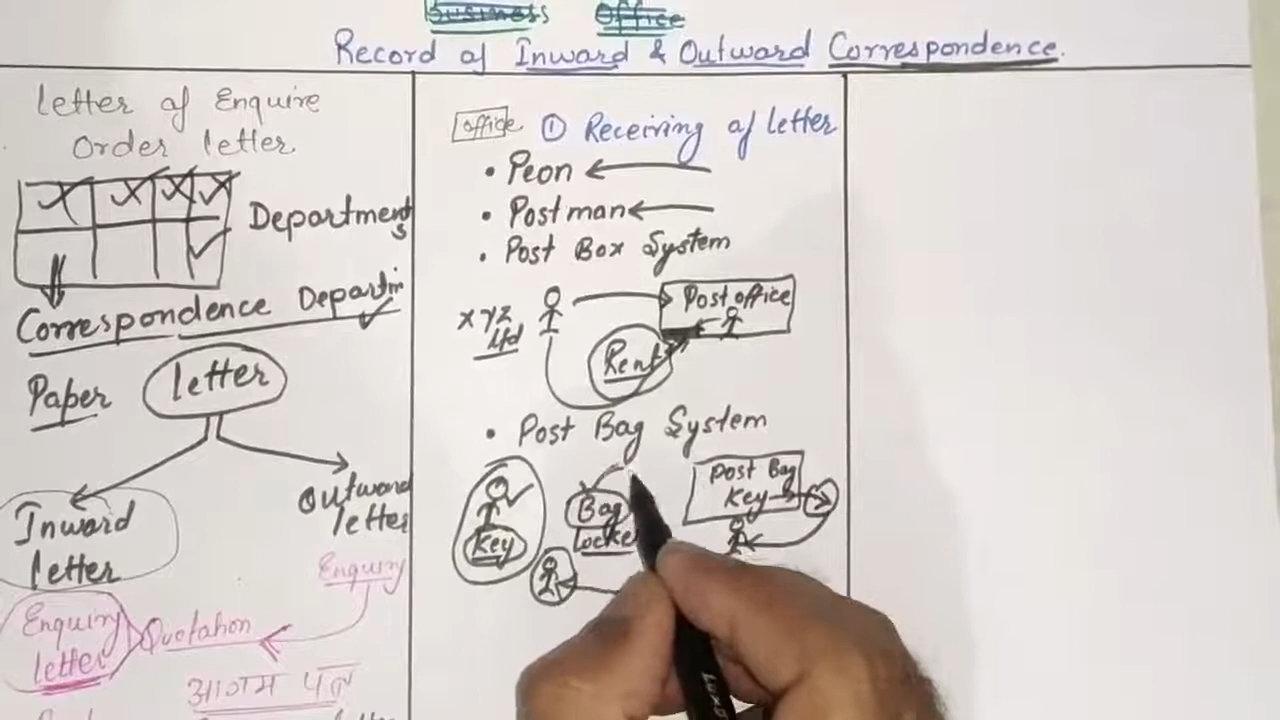 Business Office
Record of Inward & Outward Correspondence.
Letter of Enquire
Order letter
Departments
Correspondence Departm
Paper
letter
Inward
letter
Outward
letter
Enquiry
Enquiry
letter
Quotation
आगम पत्र
office ① Receiving of letter
• Peon
• Postman
• Post Box System
XYZ
Ltd
Post office
Rent
• Post Bag System
Key
Bag
Locke
Post Bag
Key